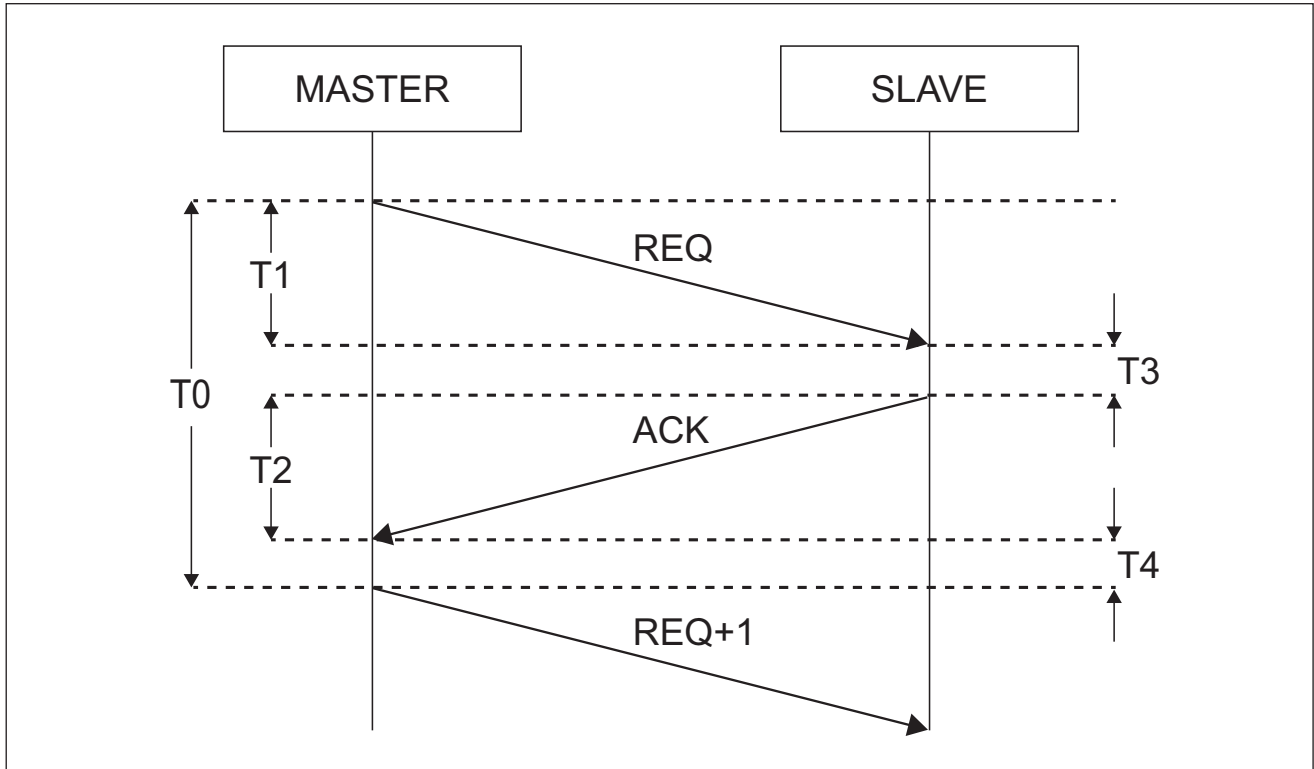 MASTER
SLAVE
REQ
T1
T3
T0
ACK
T2
T4
REQ+1